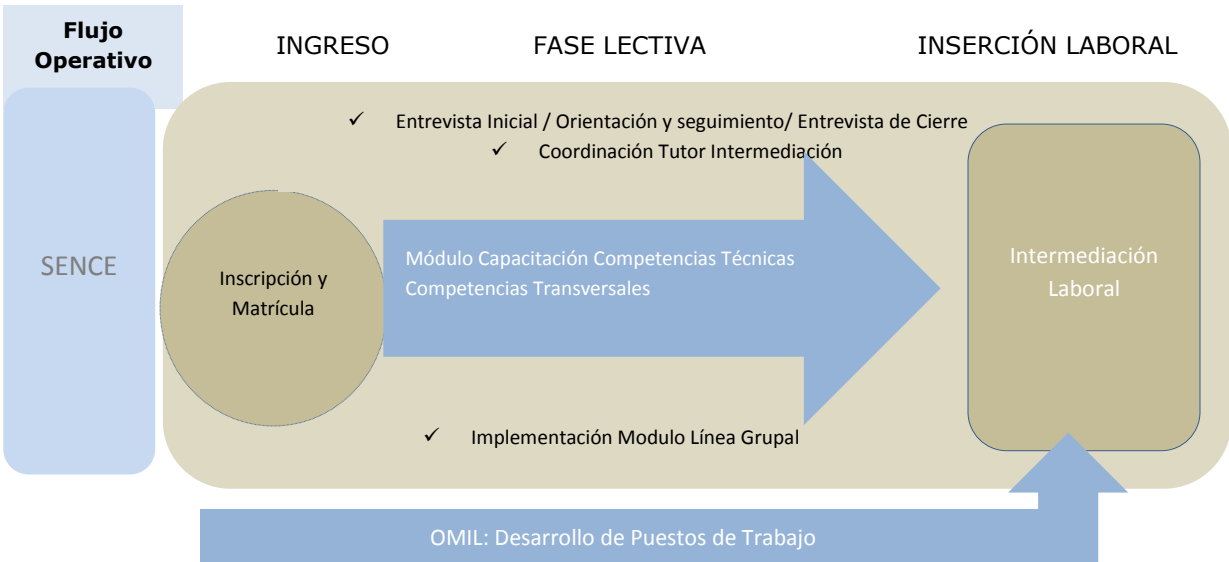 Flujo
Operativo
INGRESO
FASE LECTIVA
INSERCIÓN LABORAL
✓ Entrevista Inicial / Orientación y seguimiento/ Entrevista de Cierre
✓ Coordinación Tutor Intermediación
SENCE
Inscripción y
Matrícula
Módulo Capacitación Competencias Técnicas
Competencias Transversales
Intermediación
Laboral
✓ Implementación Modulo Línea Grupal
OMIL: Desarrollo de Puestos de Trabajo